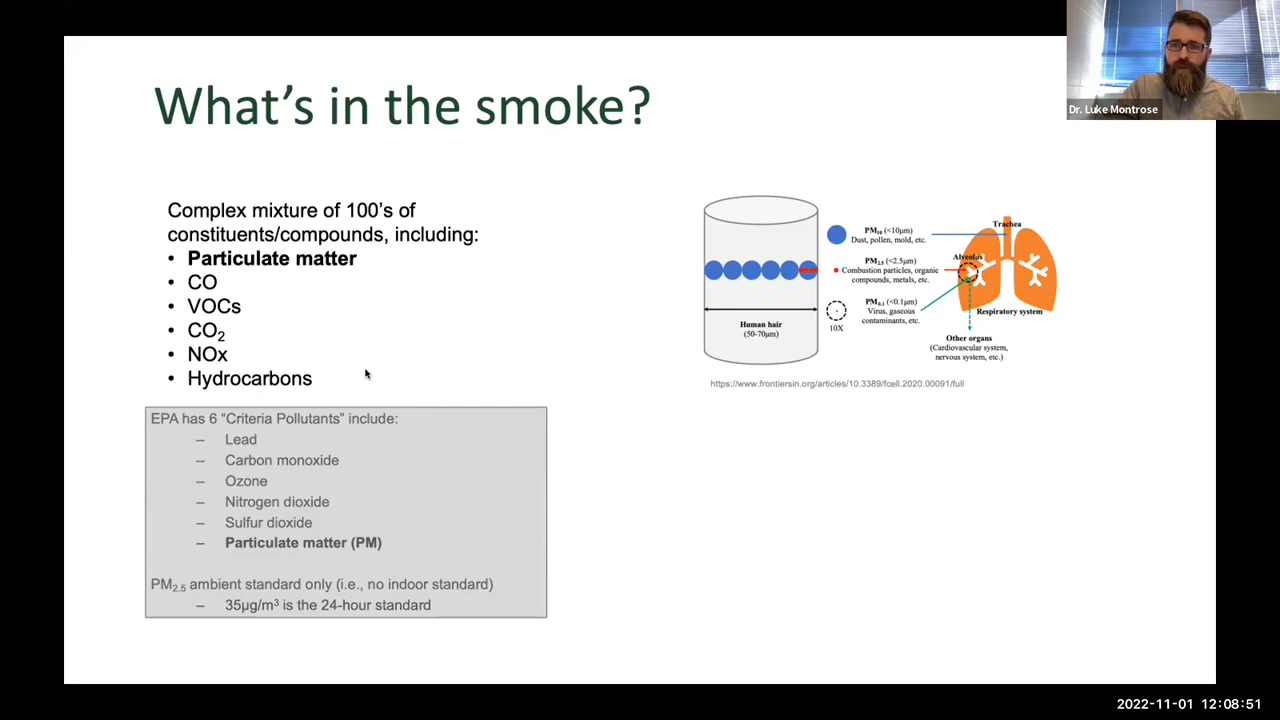 Dr. Luke Montrose
What's in the smoke?
Complex mixture of 100's of
constituents/compounds, including:
• Particulate matter
• CO
• VOCs
• CO₂
• NOx
• Hydrocarbons
EPA has 6 "Criteria Pollutants" include:
– Lead
– Carbon monoxide
– Ozone
– Nitrogen dioxide
– Sulfur dioxide
– Particulate matter (PM)
PM₂.₅ ambient standard only (i.e., no indoor standard)
– 35µg/m³ is the 24-hour standard
Human hair
(50-70µm)
PM₁₀ (<10µm)
Dust, pollen, mold, etc.
PM₂.₅ (<2.5µm)
Combustion particles, organic
compounds, metals, etc.
PM₀.₁ (<0.1µm)
Virus, gaseous
contaminants, etc.
10X
Trachea
Alveolus
Respiratory system
Other organs
(Cardiovascular system,
nervous system, etc.)
https://www.frontiersin.org/articles/10.3389/fcell.2020.00091/full
2022-11-01 12:08:51